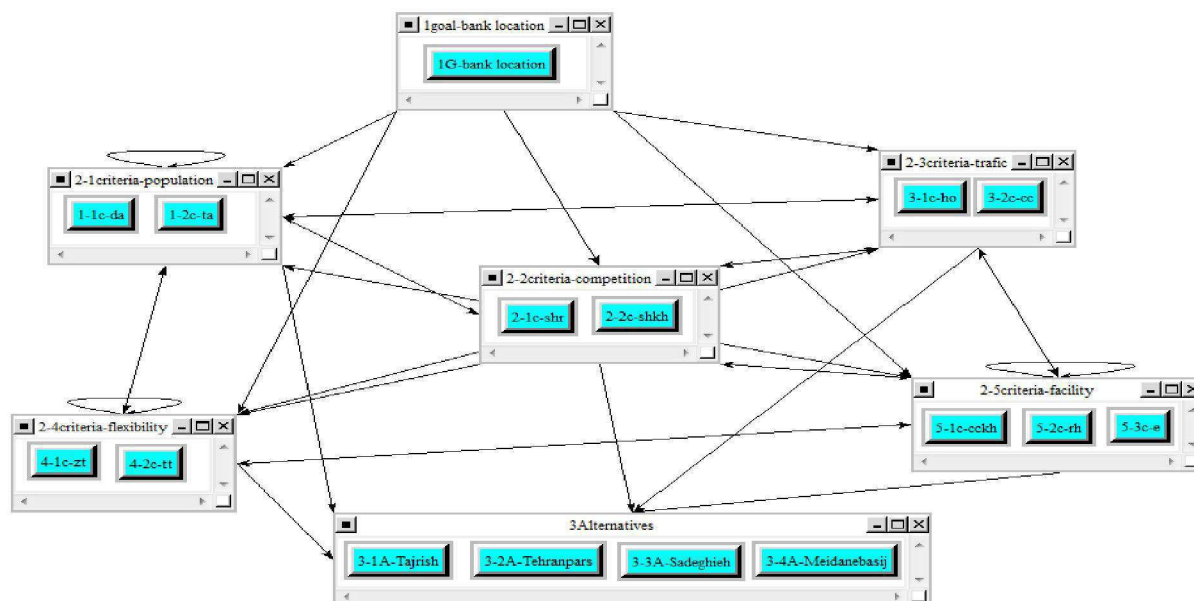 1goal-bank location
1G-bank location
2-1criteria-population
1-1c-da
1-2c-ta
2-3criteria-trafic
3-1c-ho
3-2c-cc
2-2criteria-competition
2-1c-shr
2-2c-shkh
2-4criteria-flexibility
4-1c-zt
4-2c-tt
2-5criteria-facility
5-1c-cckh
5-2c-rh
5-3c-e
3Alternatives
3-1A-Tajrish
3-2A-Tehranpars
3-3A-Sadeghieh
3-4A-Meidanebasij